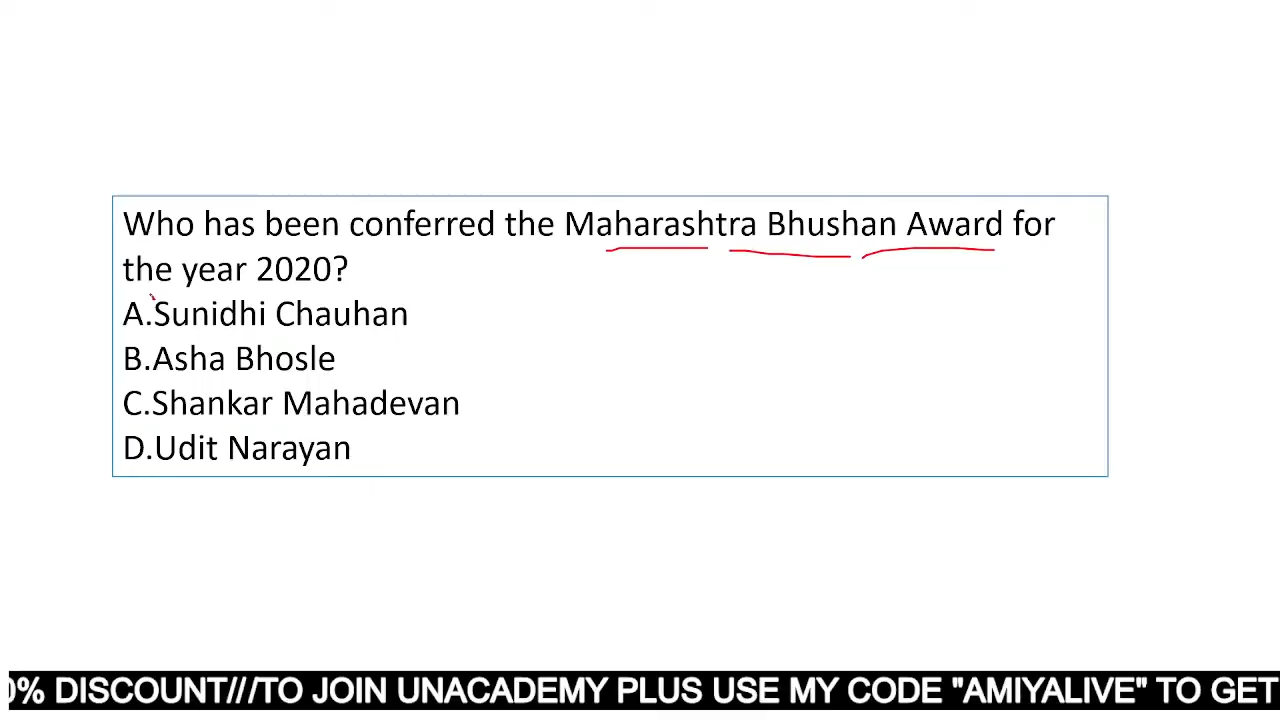 Who has been conferred the Maharashtra Bhushan Award for
the year 2020?
A.Sunidhi Chauhan
B.Asha Bhosle
C.Shankar Mahadevan
D.Udit Narayan
0% DISCOUNT///TO JOIN UNACADEMY PLUS USE MY CODE "AMIYALIVE" TO GET